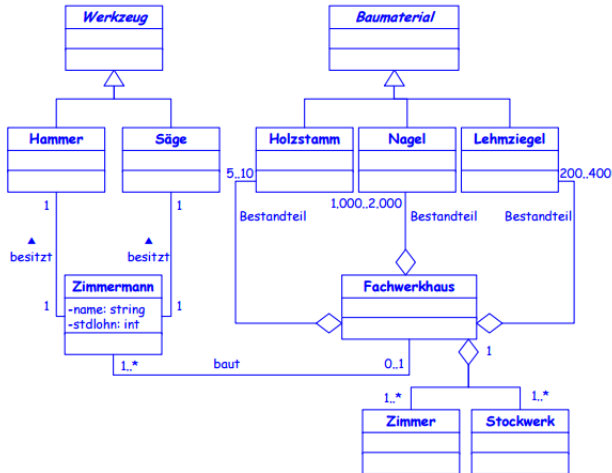 Werkzeug
Baumaterial
Hammer
Säge
Holzstamm
Nagel
Lehmziegel
5..10
1,000..2,000
200..400
1
1
Bestandteil
Bestandteil
Bestandteil
▲
besitzt
▲
besitzt
1
1
Zimmermann
-name: string
-stdlohn: int
Fachwerkhaus
1..*
baut
0..1
1
1..*
1..*
Zimmer
Stockwerk